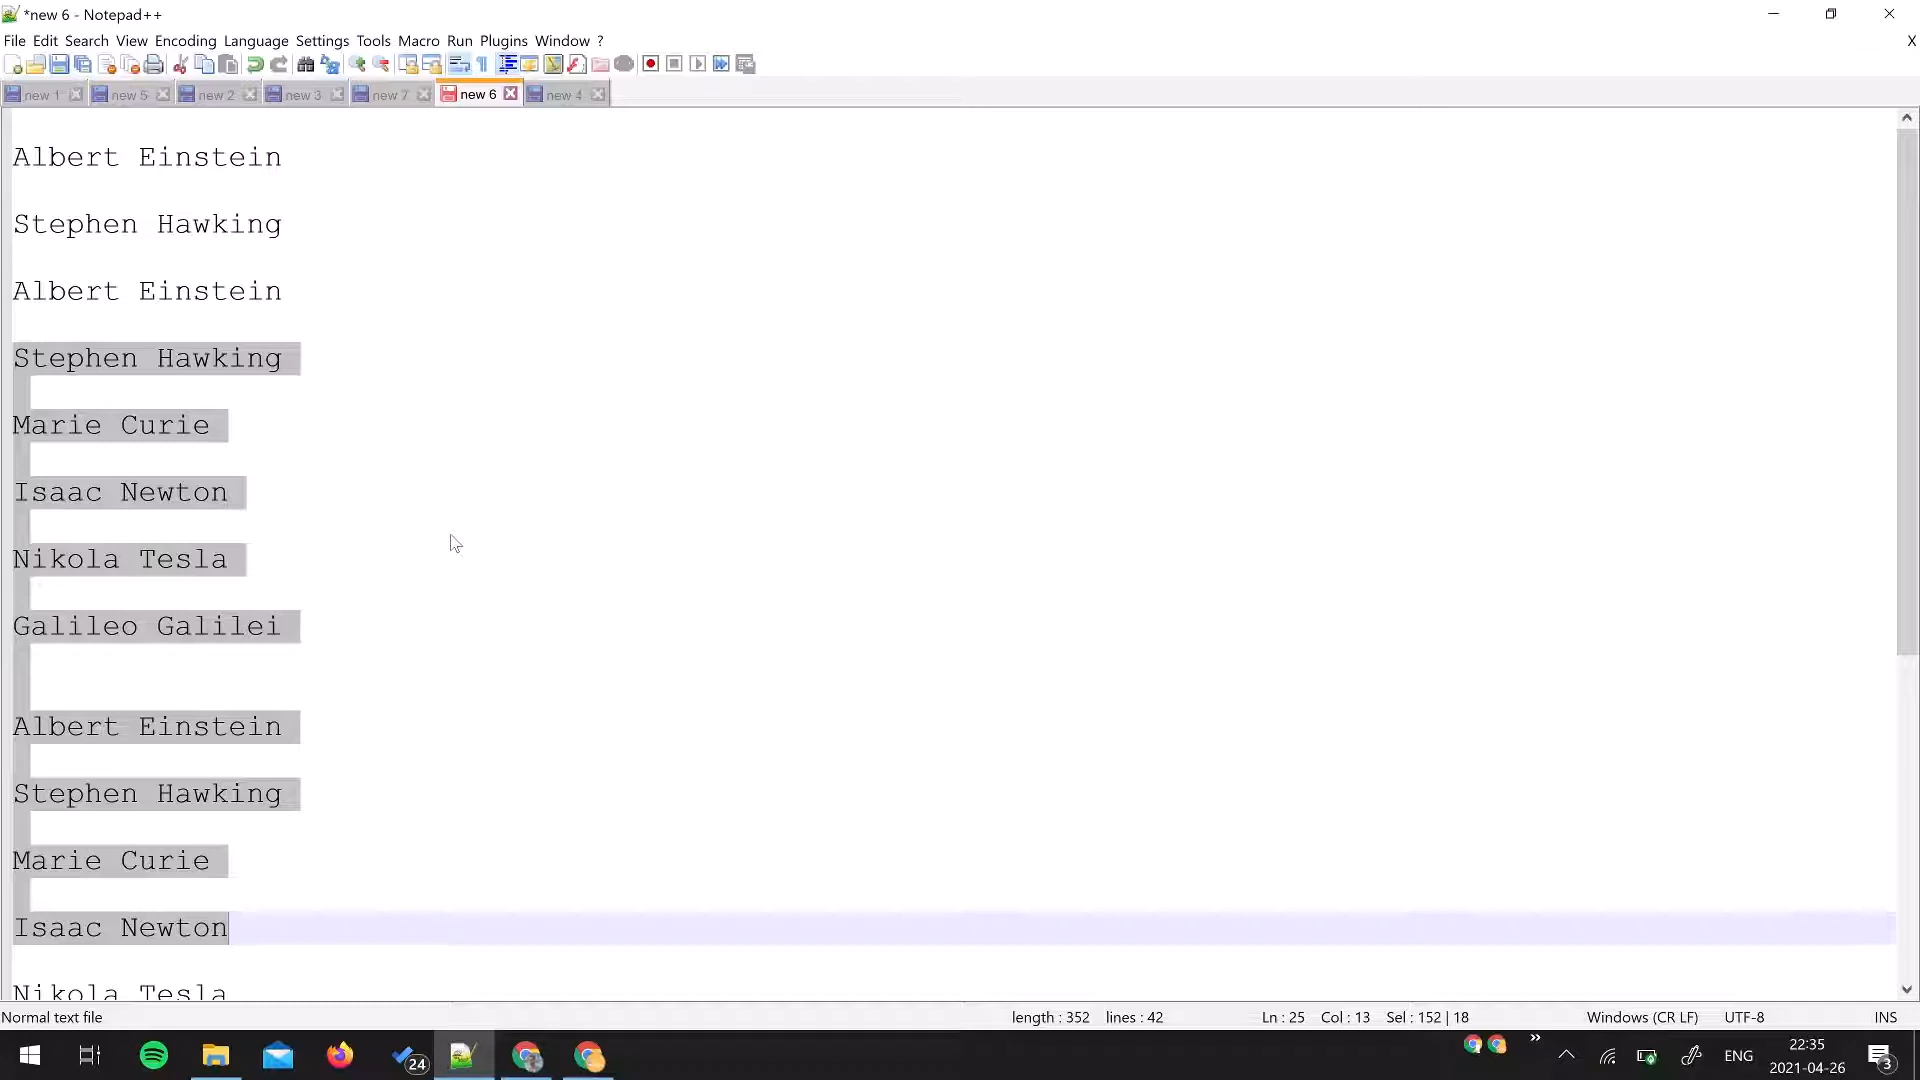 *new 6 - Notepad++
File Edit Search View Encoding Language Settings Tools Macro Run Plugins Window ?
X
new 1 new 5 new 2 new 3 new 7 new 6 new 4
Albert Einstein
Stephen Hawking
Albert Einstein
Stephen Hawking
Marie Curie
Isaac Newton
Nikola Tesla
Galileo Galilei
Albert Einstein
Stephen Hawking
Marie Curie
Isaac Newton
Nikola Tesla
Normal text file length : 352 lines : 42 Ln : 25 Col : 13 Sel : 152 | 18 Windows (CR LF) UTF-8 INS
24 ENG 22:35 3
2021-04-26